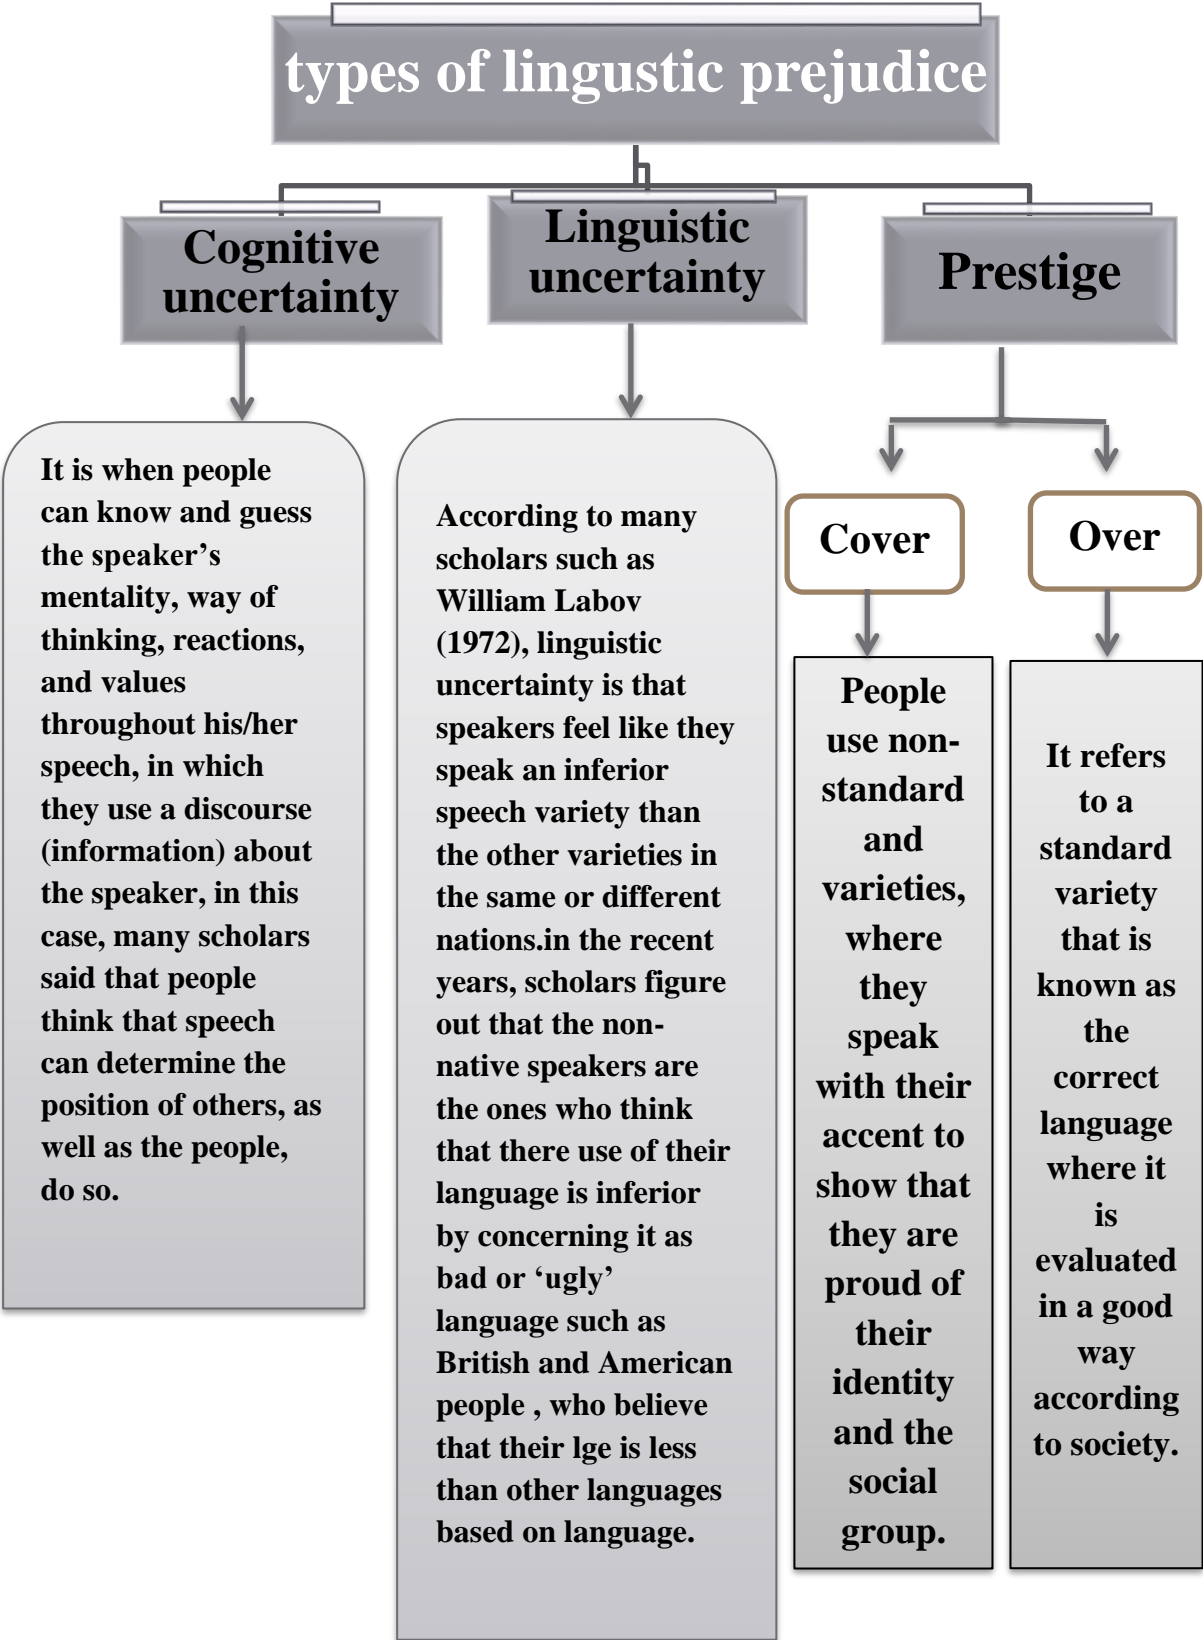 types of lingustic prejudice
Cognitive
uncertainty
It is when people
can know and guess
the speaker’s
mentality, way of
thinking, reactions,
and values
throughout his/her
speech, in which
they use a discourse
(information) about
the speaker, in this
case, many scholars
said that people
think that speech
can determine the
position of others, as
well as the people,
do so.
Linguistic
uncertainty
According to many
scholars such as
William Labov
(1972), linguistic
uncertainty is that
speakers feel like they
speak an inferior
speech variety than
the other varieties in
the same or different
nations.in the recent
years, scholars figure
out that the non-
native speakers are
the ones who think
that there use of their
language is inferior
by concerning it as
bad or ‘ugly’
language such as
British and American
people , who believe
that their lge is less
than other languages
based on language.
Prestige
Cover
People
use non-
standard
and
varieties,
where
they
speak
with their
accent to
show that
they are
proud of
their
identity
and the
social
group.
Over
It refers
to a
standard
variety
that is
known as
the
correct
language
where it
is
evaluated
in a good
way
according
to society.